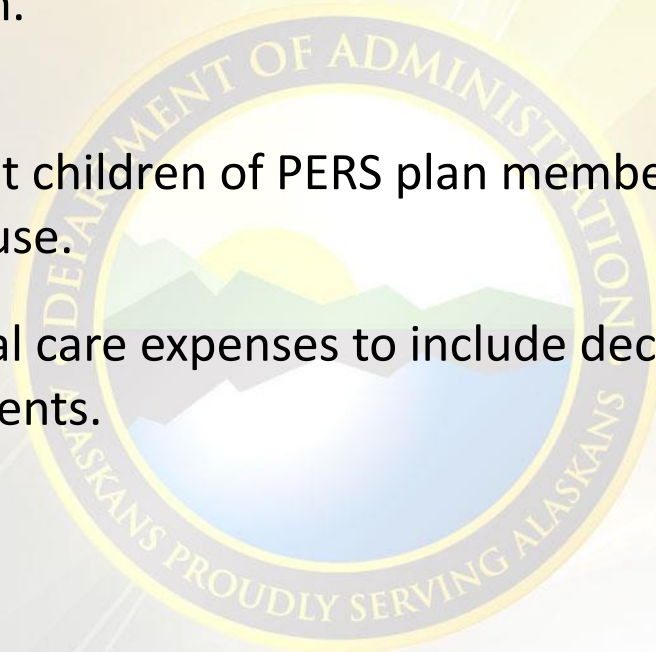 t children of PERS plan membe
use.
al care expenses to include dec
ents.
DEPARTMENT OF ADMINISTRATION
ALASKANS PROUDLY SERVING ALASKANS